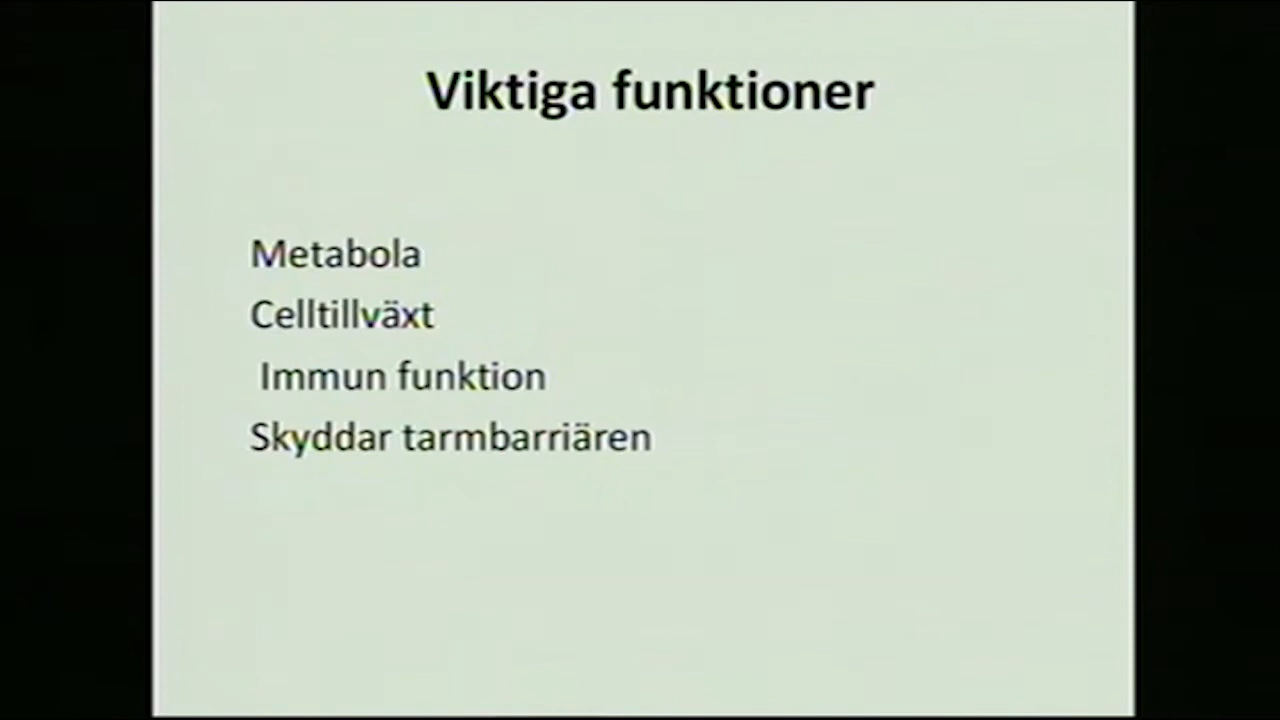 Viktiga funktioner
Metabola
Celltillväxt
Immun funktion
Skyddar tarmbarriären